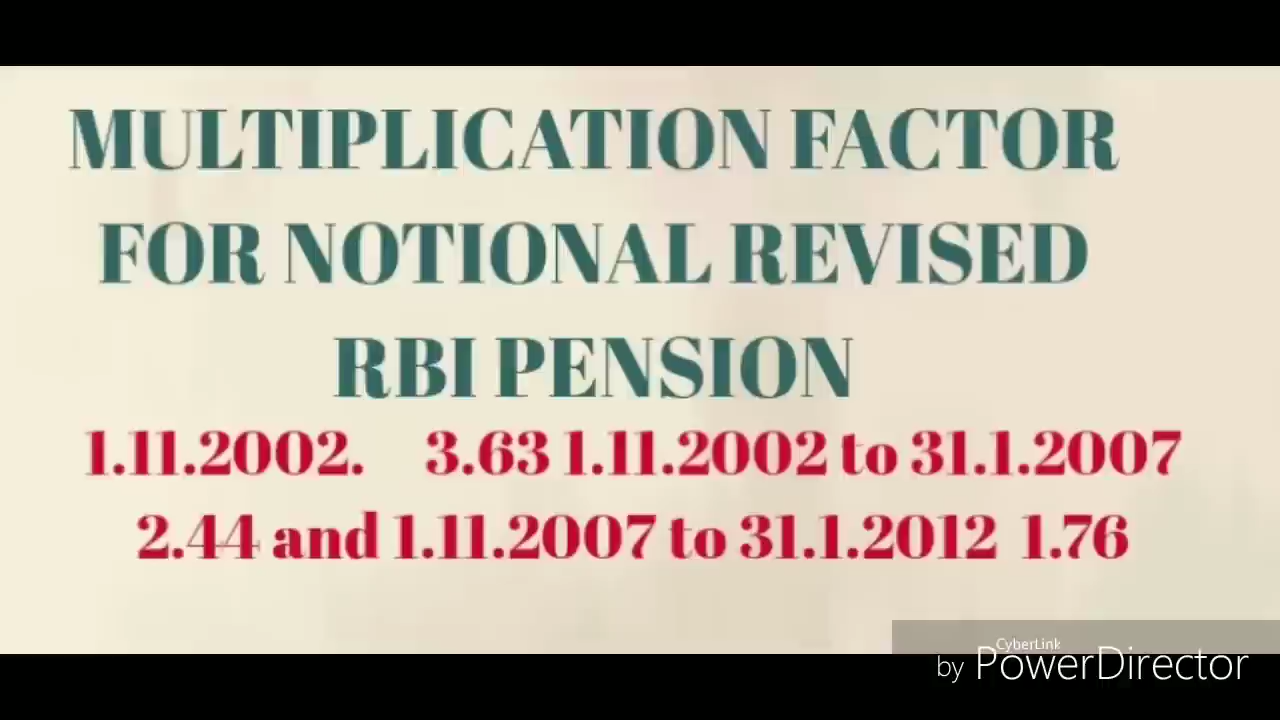 MULTIPLICATION FACTOR
FOR NOTIONAL REVISED
RBI PENSION
1.11.2002. 3.63 1.11.2002 to 31.1.2007
2.44 and 1.11.2007 to 31.1.2012 1.76
CyberLink
by PowerDirector